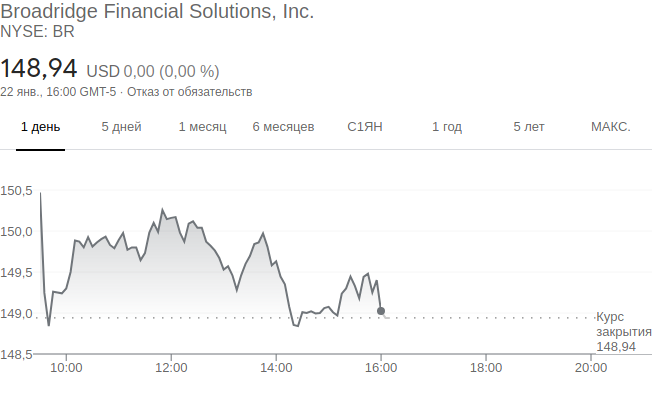 Broadridge Financial Solutions, Inc.
NYSE: BR
148,94 USD 0,00 (0,00 %)
22 янв., 16:00 GMT-5 · Отказ от обязательств
1 день 5 дней 1 месяц 6 месяцев С1ЯН 1 год 5 лет МАКС.
150,5
150,0
149,5
149,0
Курс
закрытия
148,94
148,5
10:00 12:00 14:00 16:00 18:00 20:00